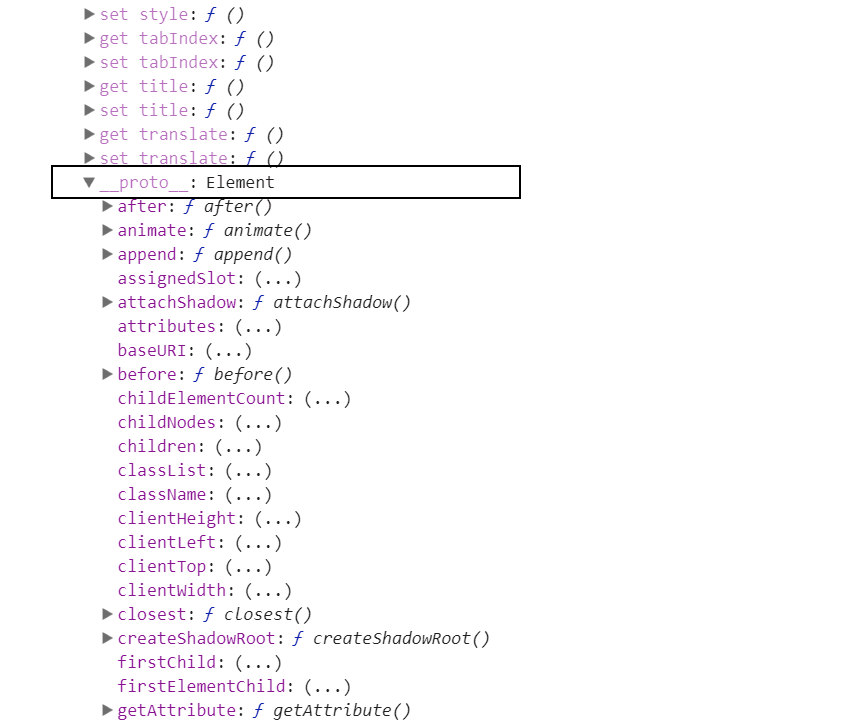 set style: ƒ ()
get tabIndex: ƒ ()
set tabIndex: ƒ ()
get title: ƒ ()
set title: ƒ ()
get translate: ƒ ()
set translate: ƒ ()
__proto__: Element
after: ƒ after()
animate: ƒ animate()
append: ƒ append()
assignedSlot: (...)
attachShadow: ƒ attachShadow()
attributes: (...)
baseURI: (...)
before: ƒ before()
childElementCount: (...)
childNodes: (...)
children: (...)
classList: (...)
className: (...)
clientHeight: (...)
clientLeft: (...)
clientTop: (...)
clientWidth: (...)
closest: ƒ closest()
createShadowRoot: ƒ createShadowRoot()
firstChild: (...)
firstElementChild: (...)
getAttribute: ƒ getAttribute()